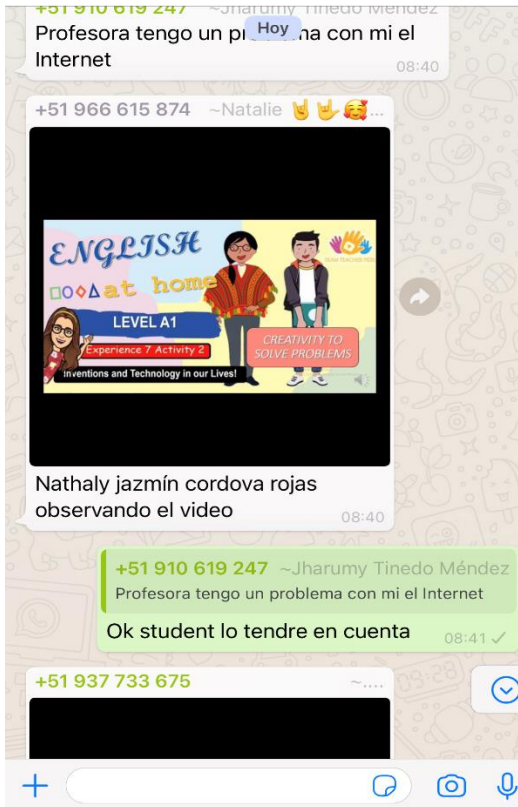 +51 910 619 247 ~Jharumy Tinedo Méndez
Hoy
Profesora tengo un problema con mi el
Internet
08:40
+51 966 615 874 ~Natalie 🤘🤟🥰...
ENGLISH
at home
LEVEL A1
Experience 7 Activity 2
Inventions and Technology in our Lives!
CREATIVITY TO
SOLVE PROBLEMS
Nathaly jazmín cordova rojas
observando el video
08:40
+51 910 619 247 ~Jharumy Tinedo Méndez
Profesora tengo un problema con mi el Internet
Ok student lo tendre en cuenta
08:41
+51 937 733 675 ~....